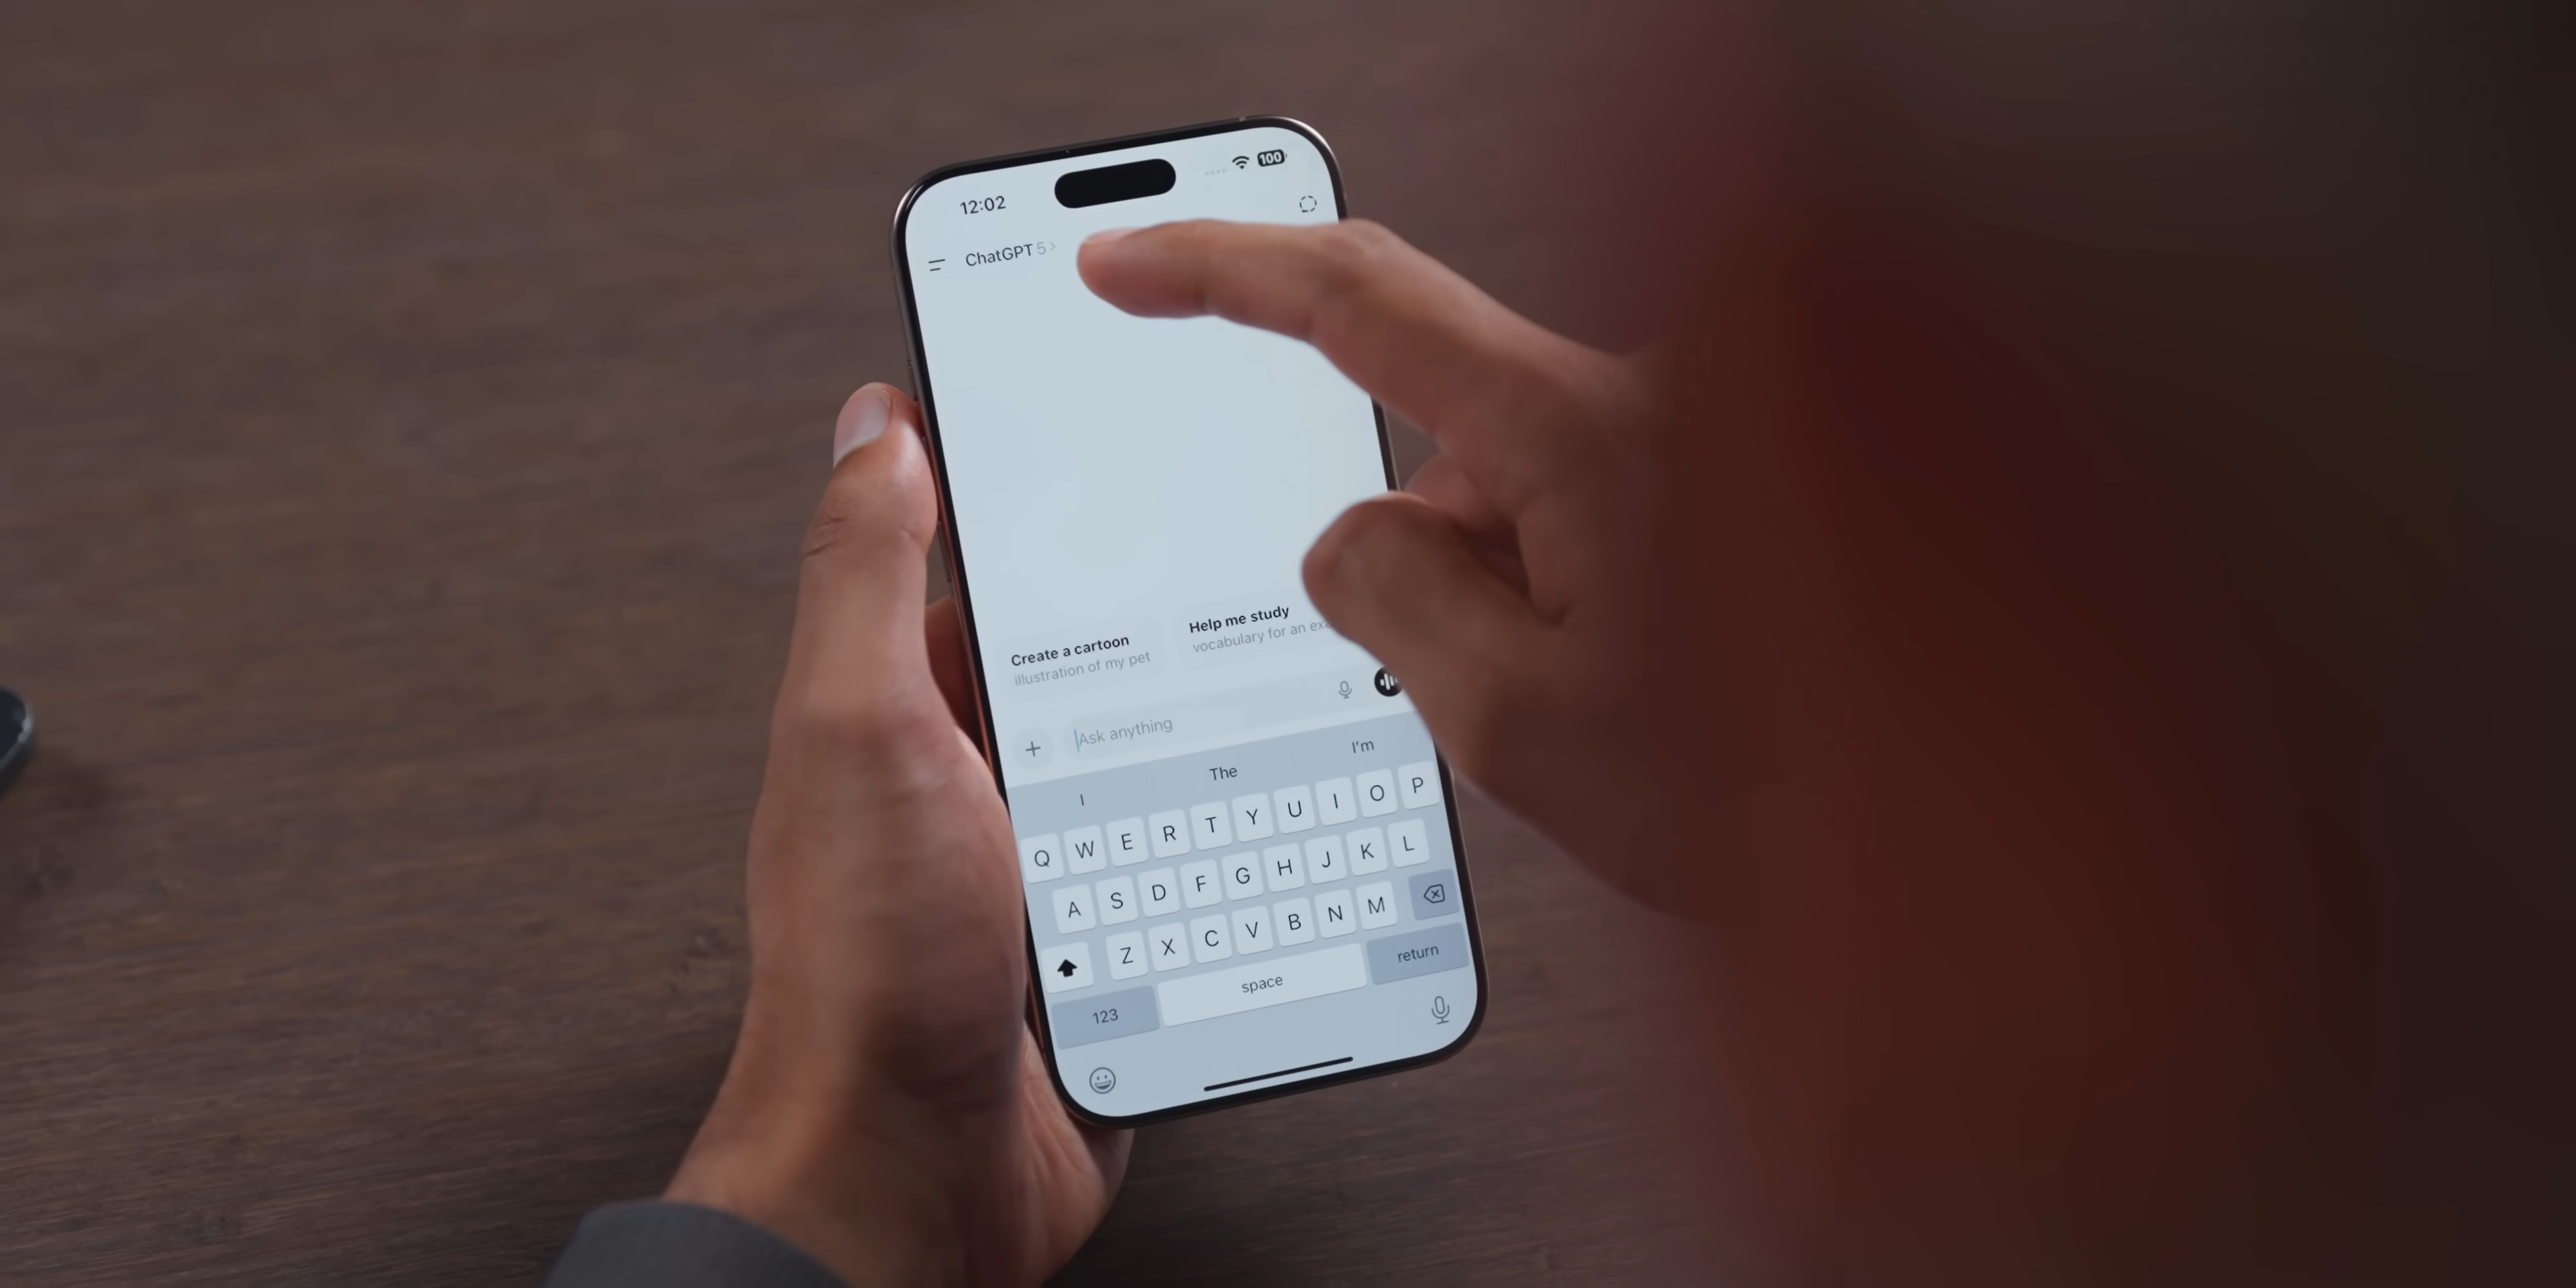 12:02
100
ChatGPT 5 >
Create a cartoon
illustration of my pet
Help me study
vocabulary for an
Ask anything
I The I'm
Q W E R T Y U I O P
A S D F G H J K L
Z X C V B N M
123 space return